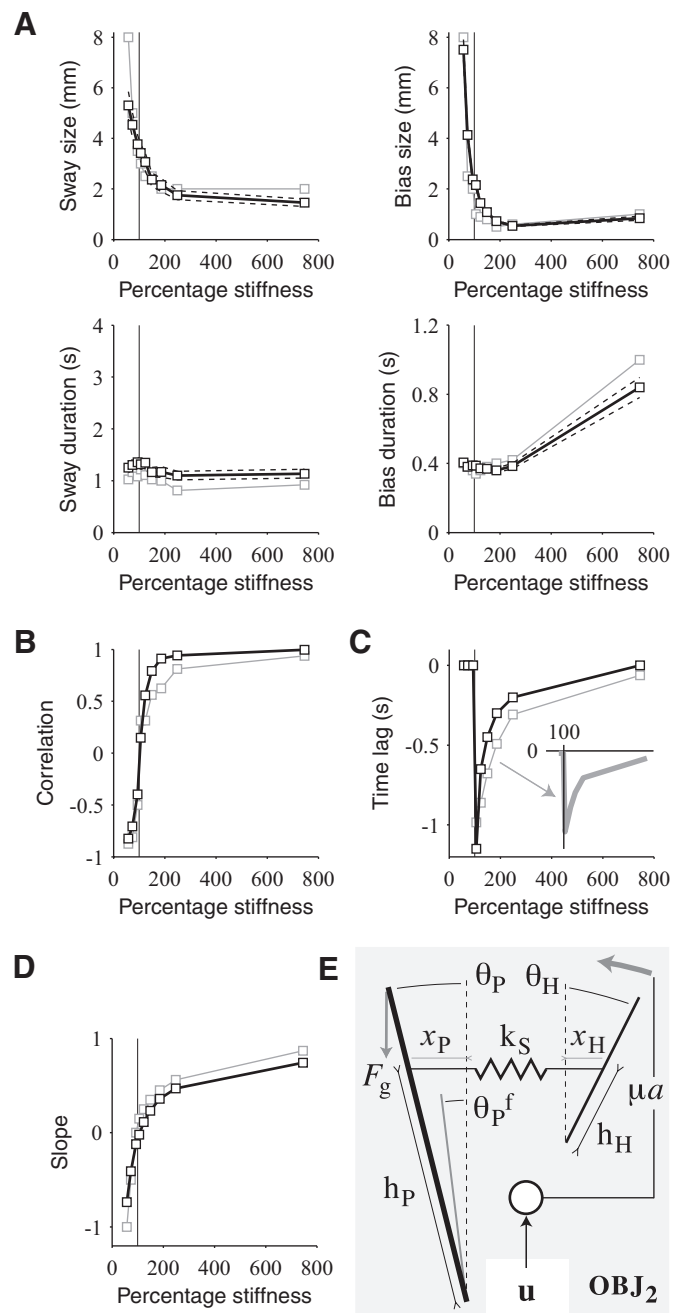 A
8
6
4
2
0
Sway size (mm)
0 200 400 600 800
Percentage stiffness
8
6
4
2
0
Bias size (mm)
0 200 400 600 800
Percentage stiffness
4
3
2
1
0
Sway duration (s)
0 200 400 600 800
Percentage stiffness
1.2
0.8
0.4
0
Bias duration (s)
0 200 400 600 800
Percentage stiffness
B
1
0.5
0
-0.5
-1
Correlation
0 200 400 600 800
Percentage stiffness
C
0
-0.5
-1
Time lag (s)
100
0
0 200 400 600 800
Percentage stiffness
D
1
0
-1
Slope
0 200 400 600 800
Percentage stiffness
E
θP θH
xP kS xH
Fg
θPf
μa
hH
hP
u
OBJ2